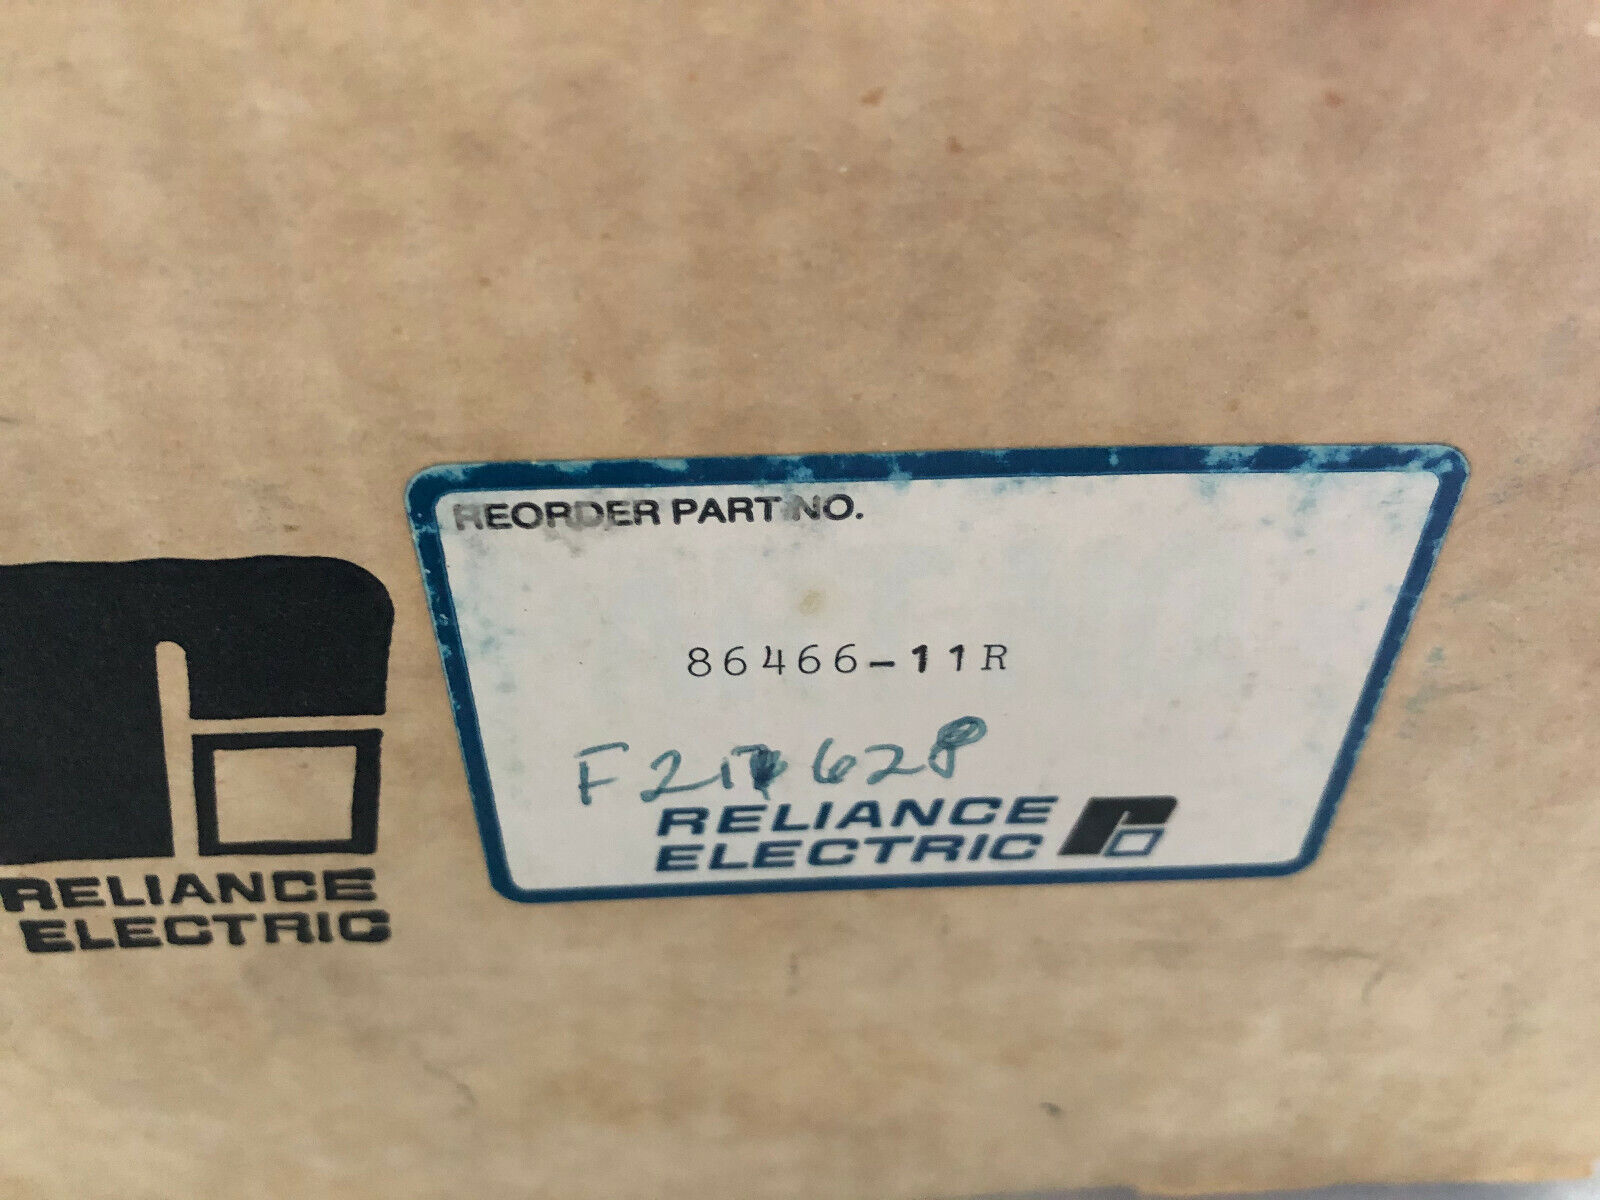 REORDER PART NO.
86466-11R
RELIANCE
ELECTRIC
RELIANCE
ELECTRIC